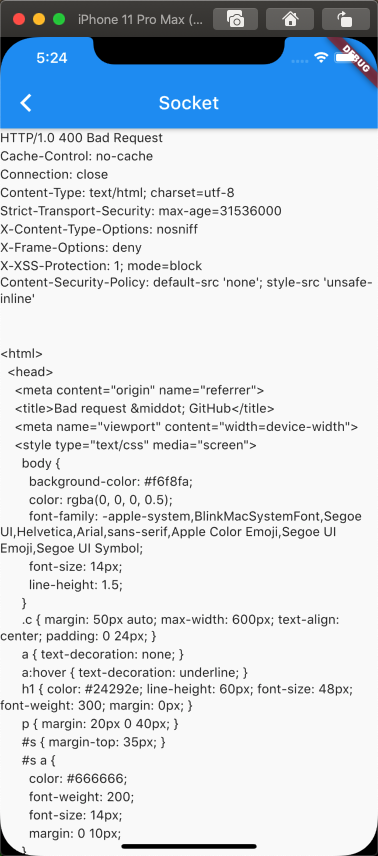 iPhone 11 Pro Max (...
5:24
DEBUG
Socket
HTTP/1.0 400 Bad Request
Cache-Control: no-cache
Connection: close
Content-Type: text/html; charset=utf-8
Strict-Transport-Security: max-age=31536000
X-Content-Type-Options: nosniff
X-Frame-Options: deny
X-XSS-Protection: 1; mode=block
Content-Security-Policy: default-src 'none'; style-src 'unsafe-
inline'
<html>
<head>
<meta content="origin" name="referrer">
<title>Bad request &middot; GitHub</title>
<meta name="viewport" content="width=device-width">
<style type="text/css" media="screen">
body {
background-color: #f6f8fa;
color: rgba(0, 0, 0, 0.5);
font-family: -apple-system,BlinkMacSystemFont,Segoe
UI,Helvetica,Arial,sans-serif,Apple Color Emoji,Segoe UI
Emoji,Segoe UI Symbol;
font-size: 14px;
line-height: 1.5;
}
.c { margin: 50px auto; max-width: 600px; text-align:
center; padding: 0 24px; }
a { text-decoration: none; }
a:hover { text-decoration: underline; }
h1 { color: #24292e; line-height: 60px; font-size: 48px;
font-weight: 300; margin: 0px; }
p { margin: 20px 0 40px; }
#s { margin-top: 35px; }
#s a {
color: #666666;
font-weight: 200;
font-size: 14px;
margin: 0 10px;
}